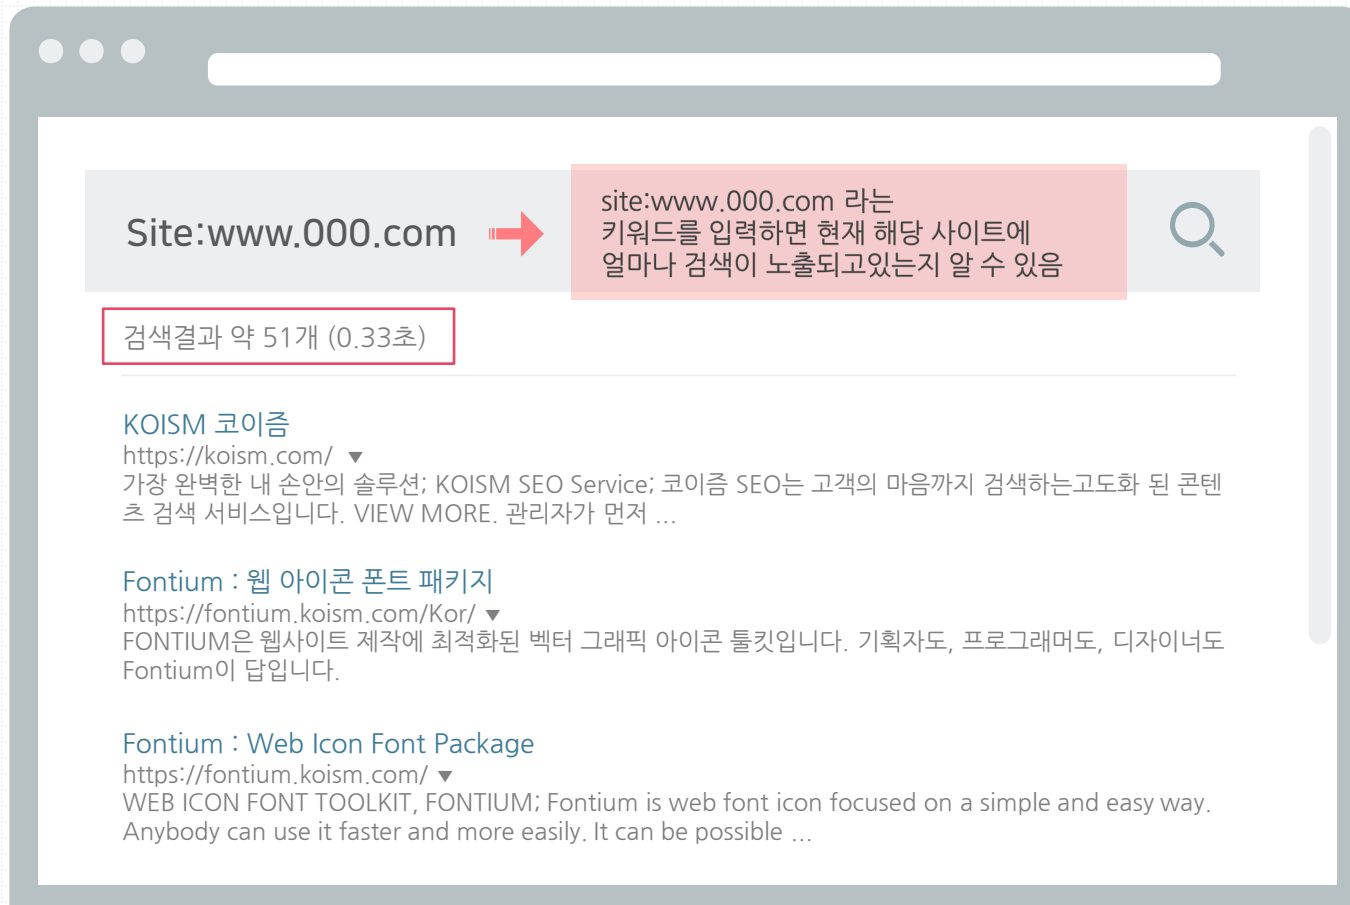 Site:www.000.com
site:www.000.com 라는
키워드를 입력하면 현재 해당 사이트에
얼마나 검색이 노출되고있는지 알 수 있음
검색결과 약 51개 (0.33초)
KOISM 코이즘
https://koism.com/ ▼
가장 완벽한 내 손안의 솔루션; KOISM SEO Service; 코이즘 SEO는 고객의 마음까지 검색하는고도화 된 콘텐
츠 검색 서비스입니다. VIEW MORE. 관리자가 먼저 ...
Fontium : 웹 아이콘 폰트 패키지
https://fontium.koism.com/Kor/ ▼
FONTIUM은 웹사이트 제작에 최적화된 벡터 그래픽 아이콘 툴킷입니다. 기획자도, 프로그래머도, 디자이너도
Fontium이 답입니다.
Fontium : Web Icon Font Package
https://fontium.koism.com/ ▼
WEB ICON FONT TOOLKIT, FONTIUM; Fontium is web font icon focused on a simple and easy way.
Anybody can use it faster and more easily. It can be possible ...